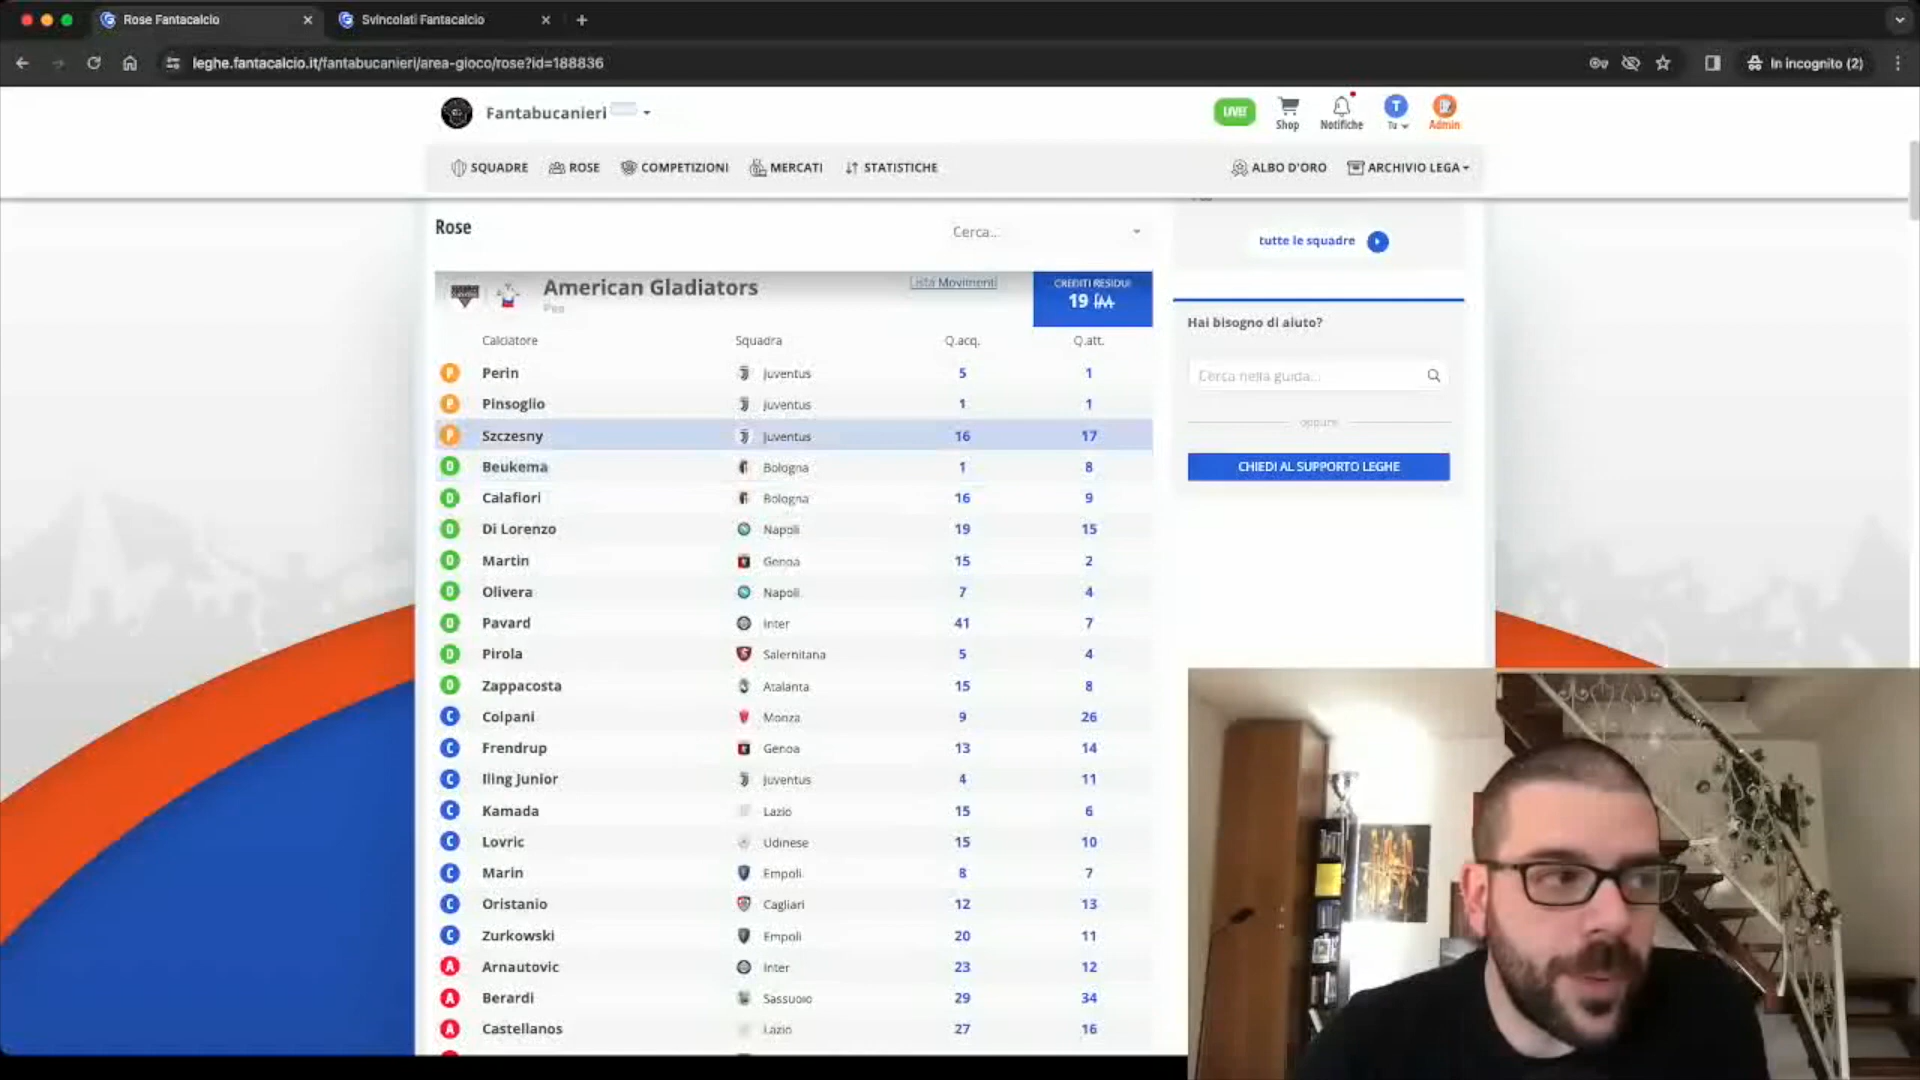 Rose Fantacalcio
Svincolati Fantacalcio
leghe.fantacalcio.it/fantabucanieri/area-gioco/rose?id=188836
In incognito (2)
Fantabucanieri
LIVE!
Shop
Notifiche
T
Tu
Admin
SQUADRE
ROSE
COMPETIZIONI
MERCATI
STATISTICHE
ALBO D'ORO
ARCHIVIO LEGA
Rose
Cerca...
tutte le squadre
American Gladiators
Lista Movimenti
CREDITI RESIDUI
19
Hai bisogno di aiuto?
Cerca nella guida...
oppure
CHIEDI AL SUPPORTO LEGHE
Calciatore Squadra Q.acq. Q.att.
P Perin Juventus 5 1
P Pinsoglio Juventus 1 1
P Szczesny Juventus 16 17
D Beukema Bologna 1 8
D Calafiori Bologna 16 9
D Di Lorenzo Napoli 19 15
D Martin Genoa 15 2
D Olivera Napoli 7 4
D Pavard Inter 41 7
D Pirola Salernitana 5 4
D Zappacosta Atalanta 15 8
C Colpani Monza 9 26
C Frendrup Genoa 13 14
C Iling Junior Juventus 4 11
C Kamada Lazio 15 6
C Lovric Udinese 15 10
C Marin Empoli 8 7
C Oristanio Cagliari 12 13
C Zurkowski Empoli 20 11
A Arnautovic Inter 23 12
A Berardi Sassuolo 29 34
A Castellanos Lazio 27 16